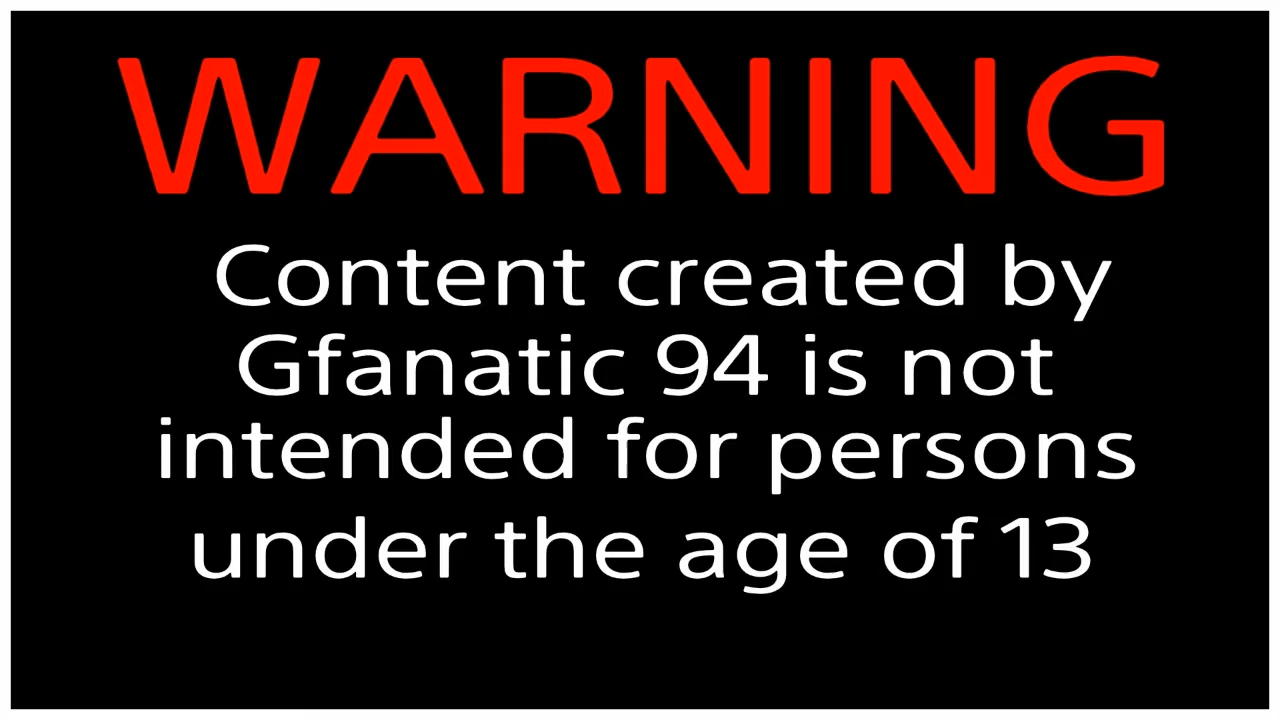 WARNING
Content created by
Gfanatic 94 is not
intended for persons
under the age of 13